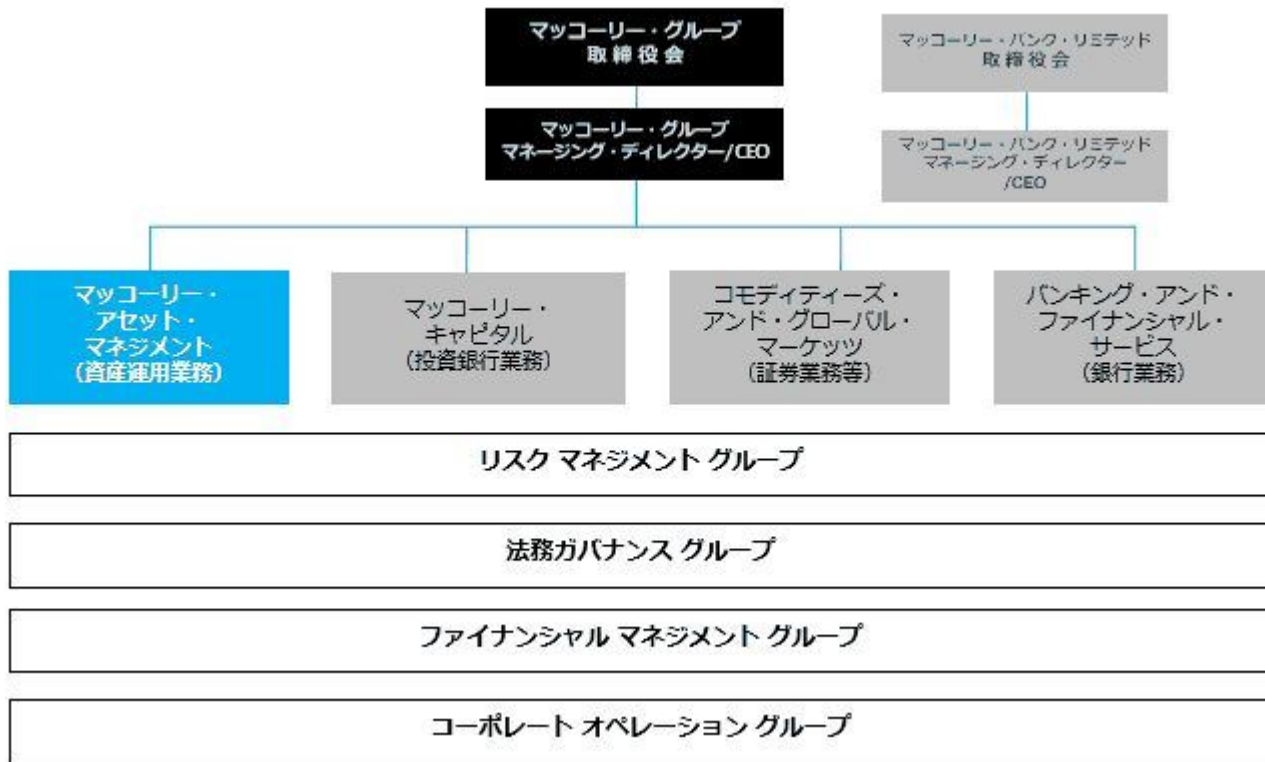 マッコーリー・グループ
取締役会
マッコーリー・バンク・リミテッド
取締役会
マッコーリー・グループ
マネージング・ディレクター/CEO
マッコーリー・バンク・リミテッド
マネージング・ディレクター
/CEO
マッコーリー・
アセット・
マネジメント
(資産運用業務)
マッコーリー・
キャピタル
(投資銀行業務)
コモディティーズ・
アンド・グローバル・
マーケッツ
(証券業務等)
バンキング・アンド・
ファイナンシャル・
サービス
(銀行業務)
リスク マネジメント グループ
法務ガバナンス グループ
ファイナンシャル マネジメント グループ
コーポレート オペレーション グループ